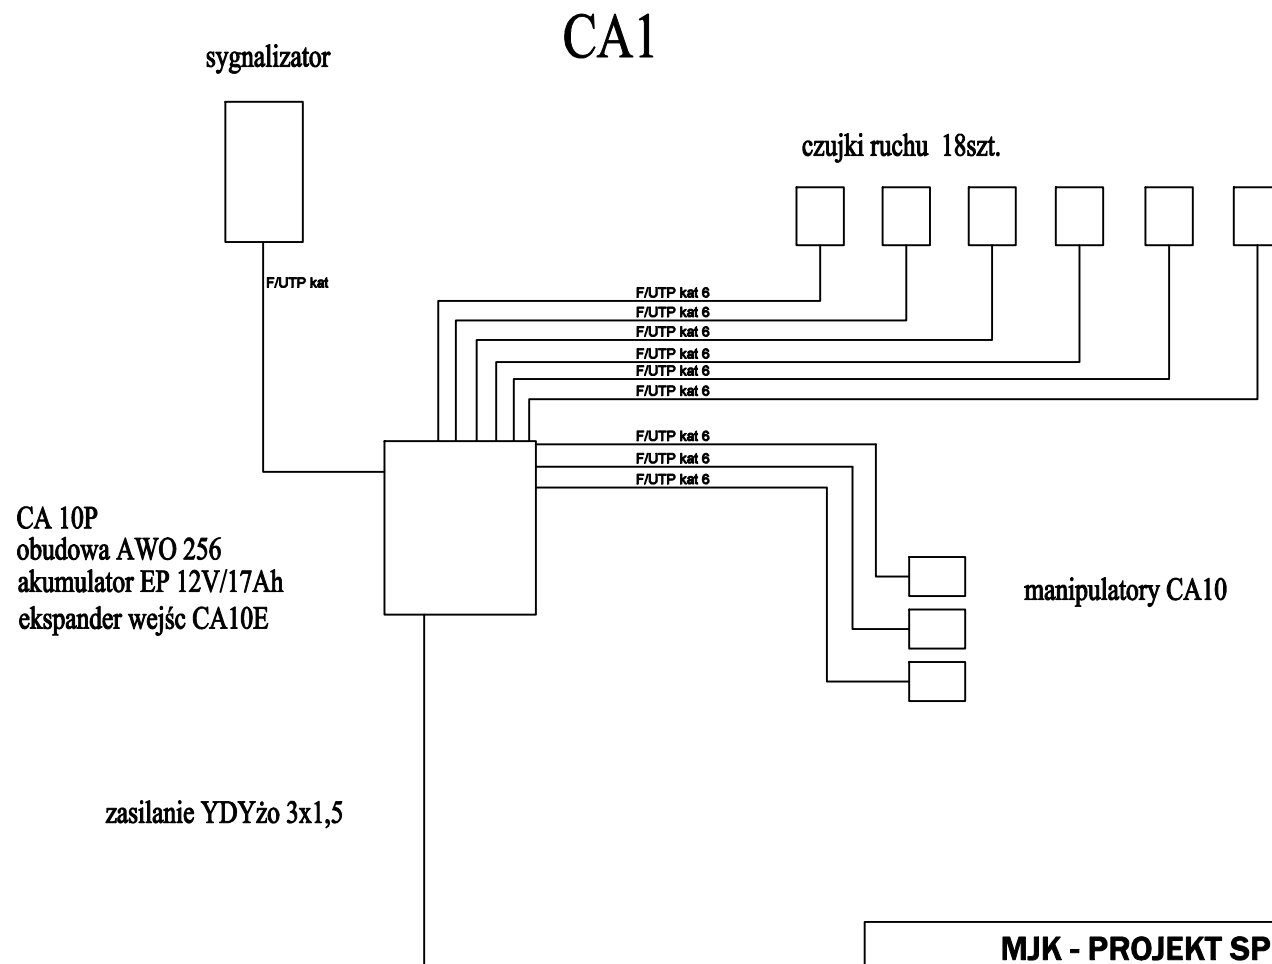 CA1
sygnalizator
czujki ruchu 18szt.
F/UTP kat
F/UTP kat 6
F/UTP kat 6
F/UTP kat 6
F/UTP kat 6
F/UTP kat 6
F/UTP kat 6
F/UTP kat 6
F/UTP kat 6
F/UTP kat 6
CA 10P
obudowa AWO 256
akumulator EP 12V/17Ah
ekspander wejśc CA10E
manipulatory CA10
zasilanie YDYżo 3x1,5
MJK - PROJEKT SP